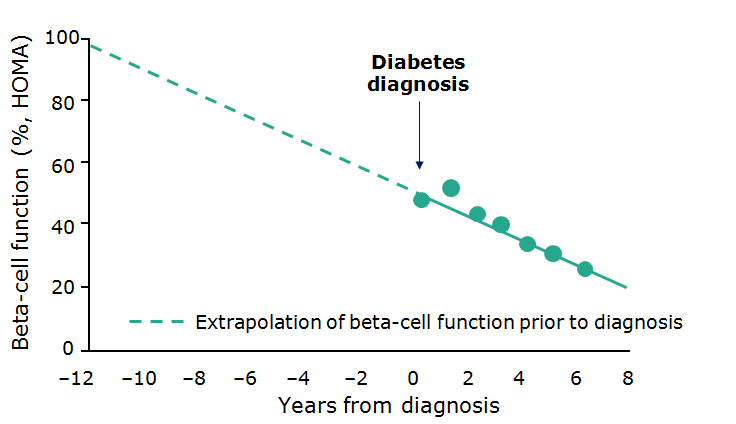 Beta-cell function (%, HOMA)
100
80
60
40
20
0
Diabetes
diagnosis
Extrapolation of beta-cell function prior to diagnosis
–12 –10 –8 –6 –4 –2 0 2 4 6 8
Years from diagnosis